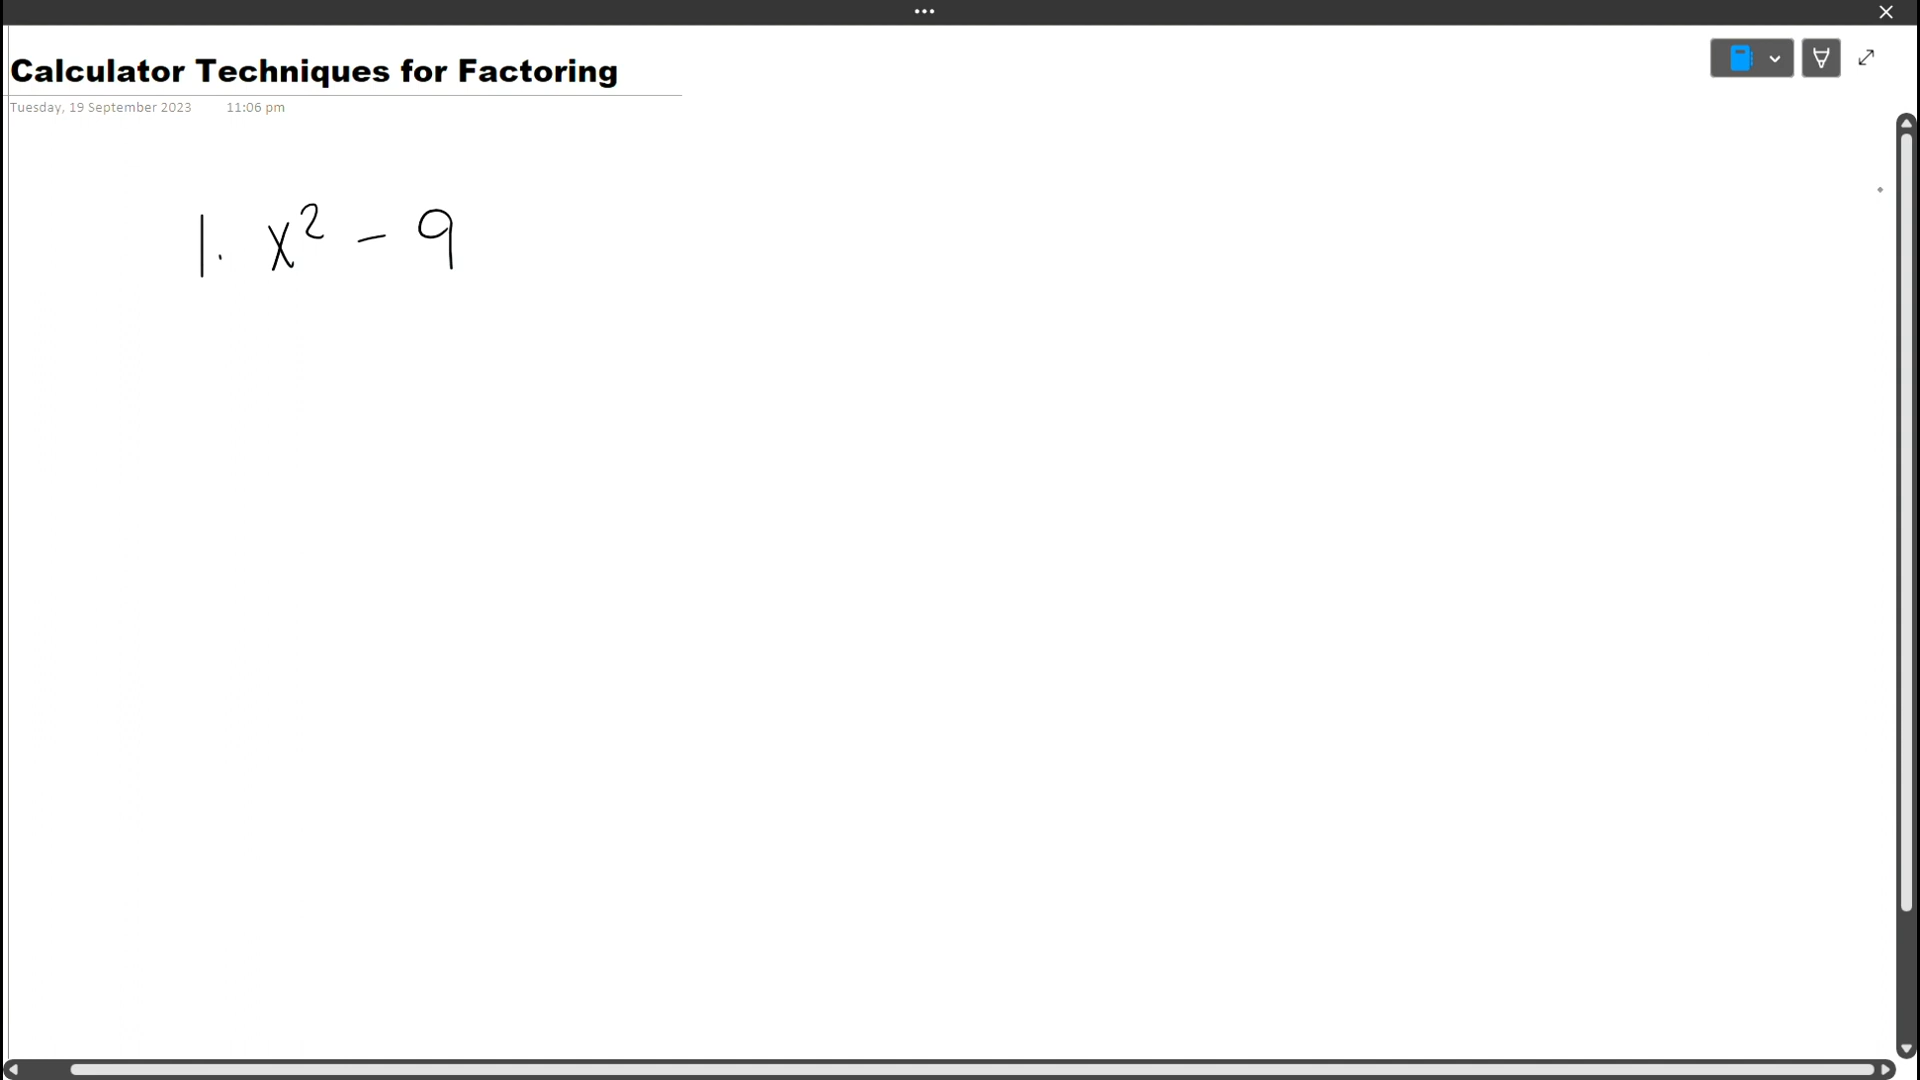 Calculator Techniques for Factoring
Tuesday, 19 September 2023 11:06 pm
1. x² - 9